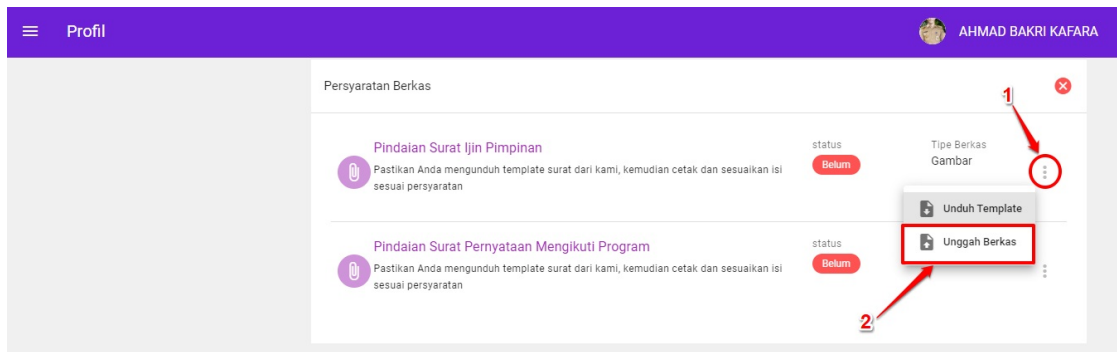 Profil
AHMAD BAKRI KAFARA
Persyaratan Berkas
1
Pindaian Surat Ijin Pimpinan
Pastikan Anda mengunduh template surat dari kami, kemudian cetak dan sesuaikan isi
sesuai persyaratan
status
Belum
Tipe Berkas
Gambar
Unduh Template
Unggah Berkas
Pindaian Surat Pernyataan Mengikuti Program
Pastikan Anda mengunduh template surat dari kami, kemudian cetak dan sesuaikan isi
sesuai persyaratan
status
Belum
2